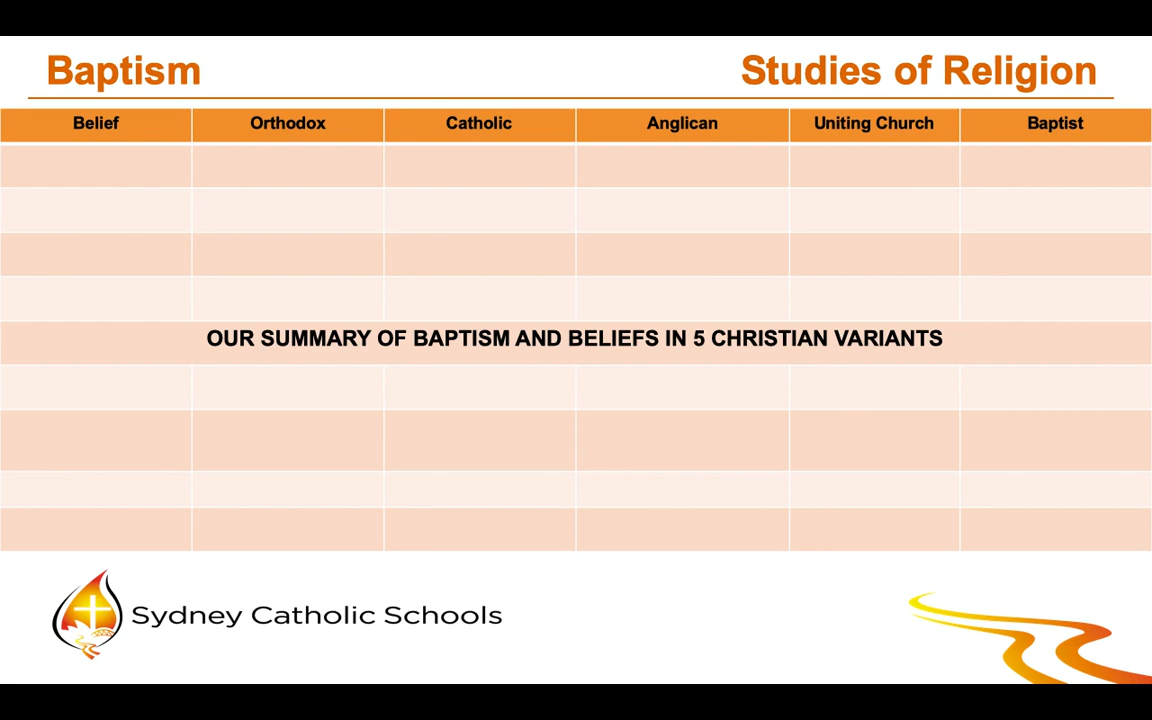 Baptism
Studies of Religion
Belief
Orthodox
Catholic
Anglican
Uniting Church
Baptist
OUR SUMMARY OF BAPTISM AND BELIEFS IN 5 CHRISTIAN VARIANTS
Sydney Catholic Schools